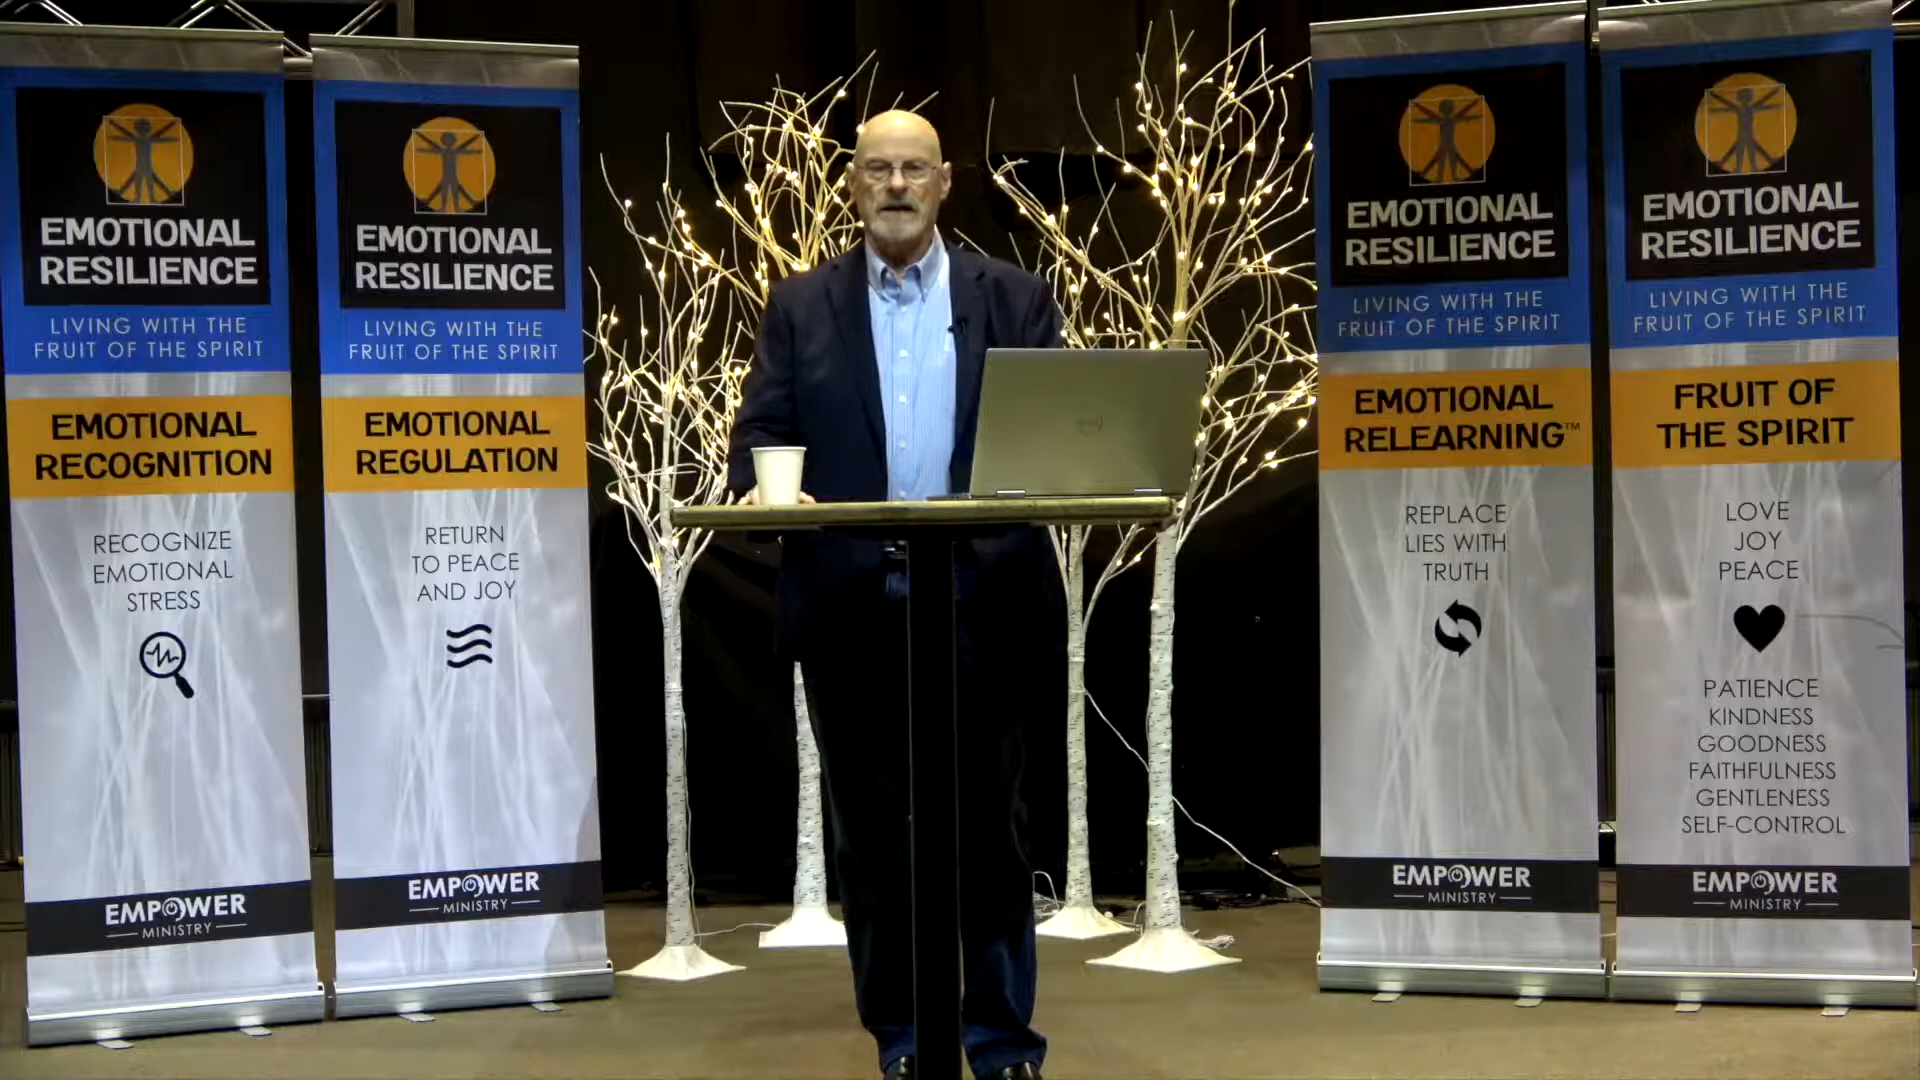 EMOTIONAL
RESILIENCE
LIVING WITH THE
FRUIT OF THE SPIRIT
EMOTIONAL
RECOGNITION
RECOGNIZE
EMOTIONAL
STRESS
EMPOWER
MINISTRY
EMOTIONAL
RESILIENCE
LIVING WITH THE
FRUIT OF THE SPIRIT
EMOTIONAL
REGULATION
RETURN
TO PEACE
AND JOY
EMPOWER
MINISTRY
EMOTIONAL
RESILIENCE
LIVING WITH THE
FRUIT OF THE SPIRIT
EMOTIONAL
RELEARNING™
REPLACE
LIES WITH
TRUTH
EMPOWER
MINISTRY
EMOTIONAL
RESILIENCE
LIVING WITH THE
FRUIT OF THE SPIRIT
FRUIT OF
THE SPIRIT
LOVE
JOY
PEACE
PATIENCE
KINDNESS
GOODNESS
FAITHFULNESS
GENTLENESS
SELF-CONTROL
EMPOWER
MINISTRY